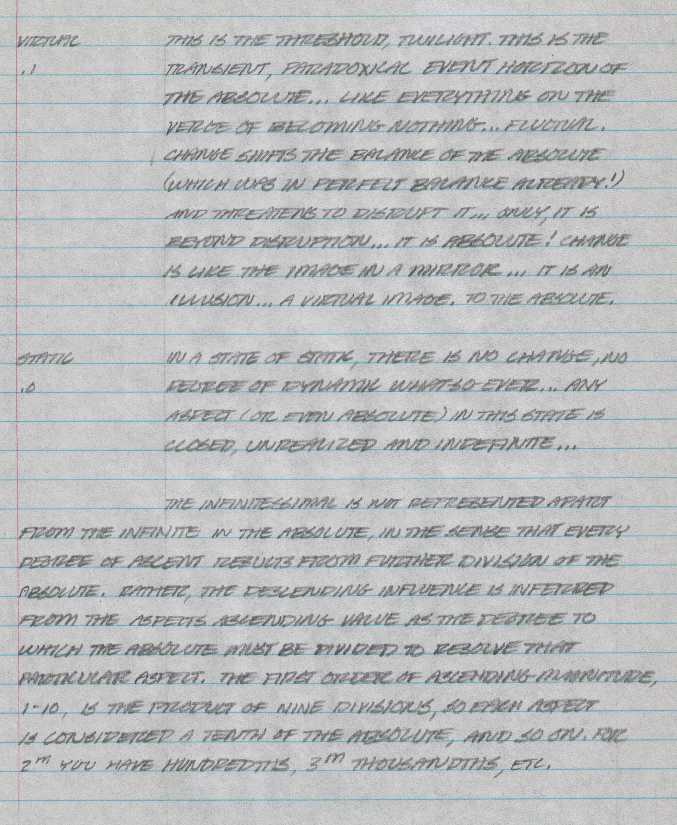 VIRTUAL THIS IS THE THRESHOLD, TWILIGHT. THIS IS THE
.1 TRANSIENT, PARADOXICAL EVENT HORIZON OF
THE ABSOLUTE... LIKE EVERYTHING ON THE
VERGE OF BECOMING NOTHING... FLUCTUAL.
CHANGE SHIFTS THE BALANCE OF THE ABSOLUTE
(WHICH WAS IN PERFECT BALANCE ALREADY!)
AND THREATENS TO DISRUPT IT... ONLY, IT IS
BEYOND DISRUPTION... IT IS ABSOLUTE! CHANGE
IS LIKE THE IMAGE IN A MIRROR... IT IS AN
ILLUSION... A VIRTUAL IMAGE. TO THE ABSOLUTE.
STATIC IN A STATE OF STATIC, THERE IS NO CHANGE, NO
.0 DEGREE OF DYNAMIC WHATSO EVER... ANY
ASPECT (OR EVEN ABSOLUTE) IN THIS STATE IS
CLOSED, UNREALIZED AND INDEFINITE...
THE INFINITESSIMAL IS NOT REPRESENTED APART
FROM THE INFINITE IN THE ABSOLUTE, IN THE SENSE THAT EVERY
DEGREE OF ASCENT RESULTS FROM FURTHER DIVISION OF THE
ABSOLUTE. RATHER, THE DESCENDING INFLUENCE IS INFERRED
FROM THE ASPECTS ASCENDING VALUE AS THE DEGREE TO
WHICH THE ABSOLUTE MUST BE DIVIDED TO RESOLVE THAT
PARTICULAR ASPECT. THE FIRST ORDER OF ASCENDING MAGNITUDE,
1-10, IS THE PRODUCT OF NINE DIVISIONS, SO EACH ASPECT
IS CONSIDERED A TENTH OF THE ABSOLUTE, AND SO ON. FOR
2m YOU HAVE HUNDREDTHS, 3m THOUSANDTHS, ETC.